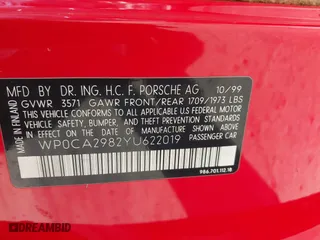 MFD BY DR. ING. H.C. F. PORSCHE AG 10/99
MADE IN FINLAND
GVWR 3571 GAWR FRONT/REAR 1709/1973 LBS
THIS VEHICLE CONFORMS TO ALL APPLICABLE U.S. FEDERAL MOTOR
VEHICLE SAFETY, BUMPER AND THEFT PREVENTION STANDARDS IN
EFFECT ON THE DATE OF MANUFACTURE SHOWN ABOVE
WP0CA2982YU622019 PASSENGER CAR
986.701.112.18
DREAMBID